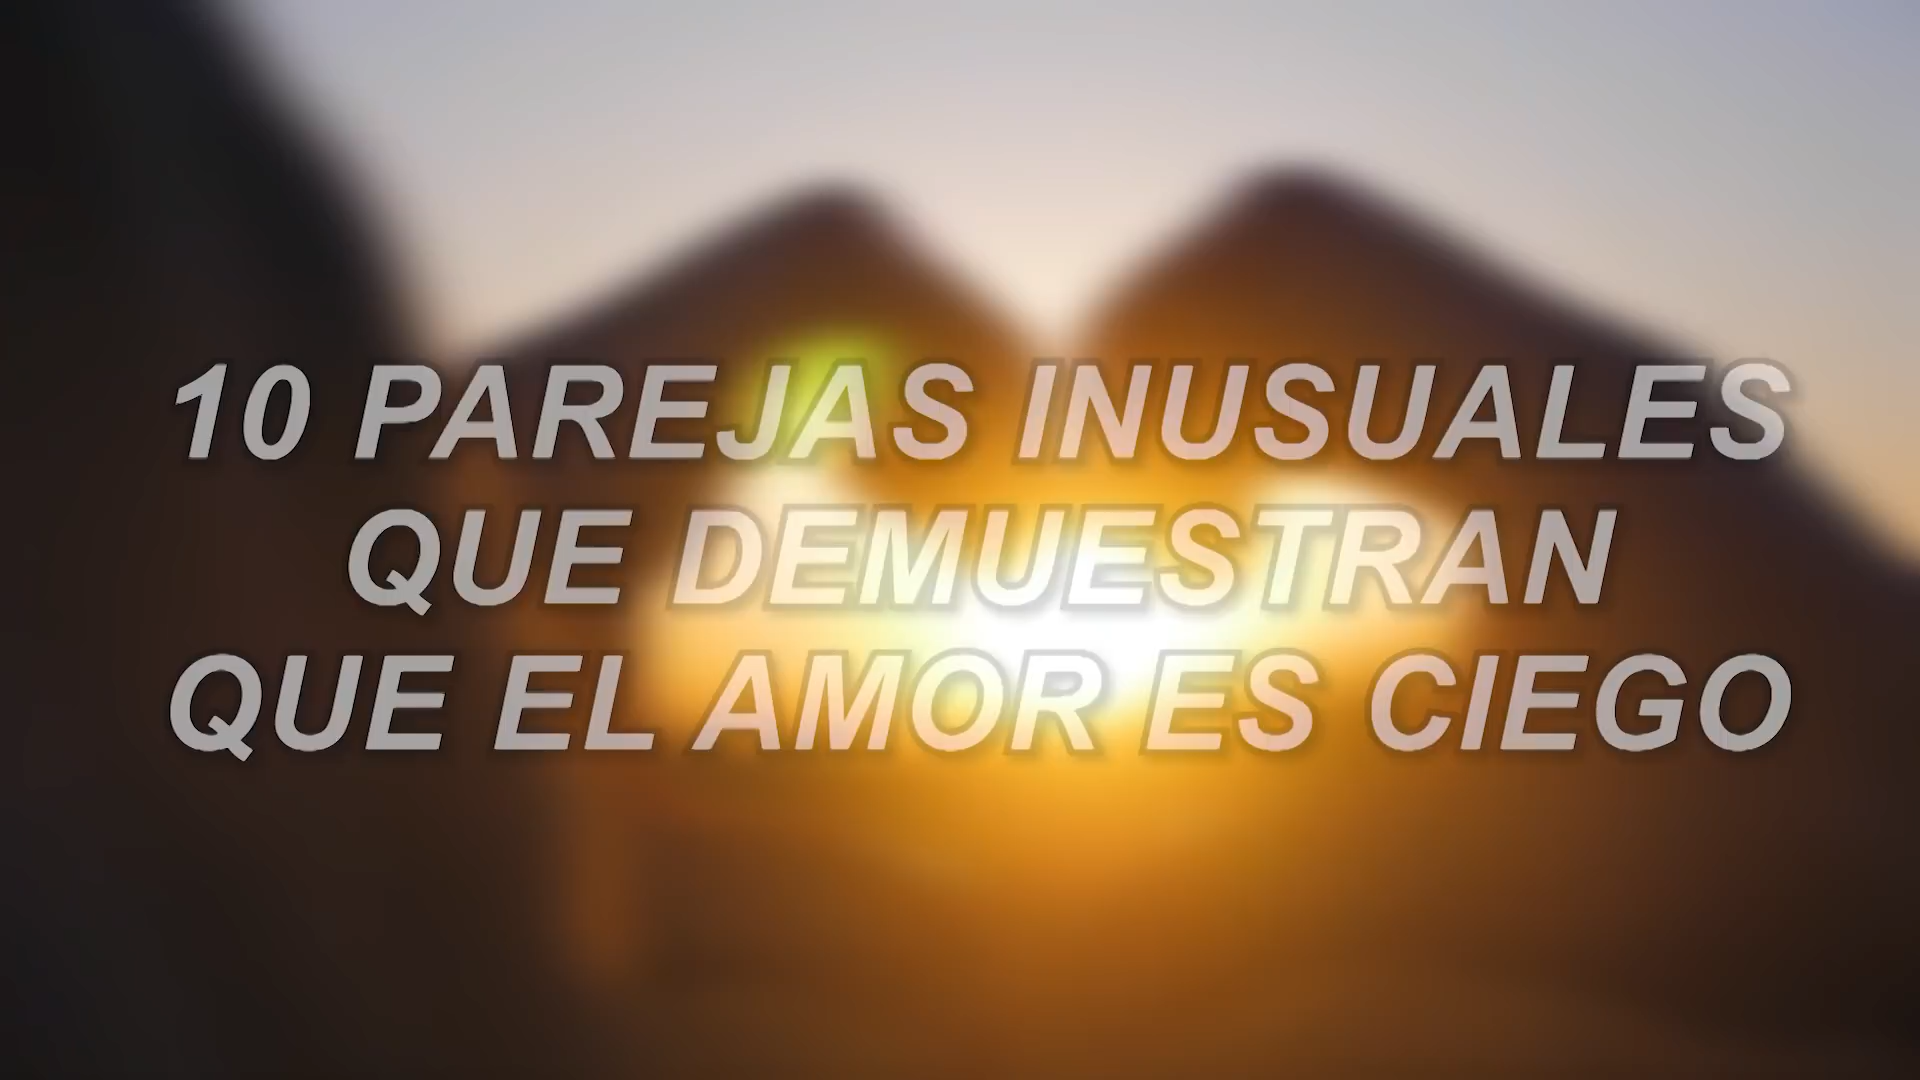 10 PAREJAS INUSUALES
QUE DEMUESTRAN
QUE EL AMOR ES CIEGO